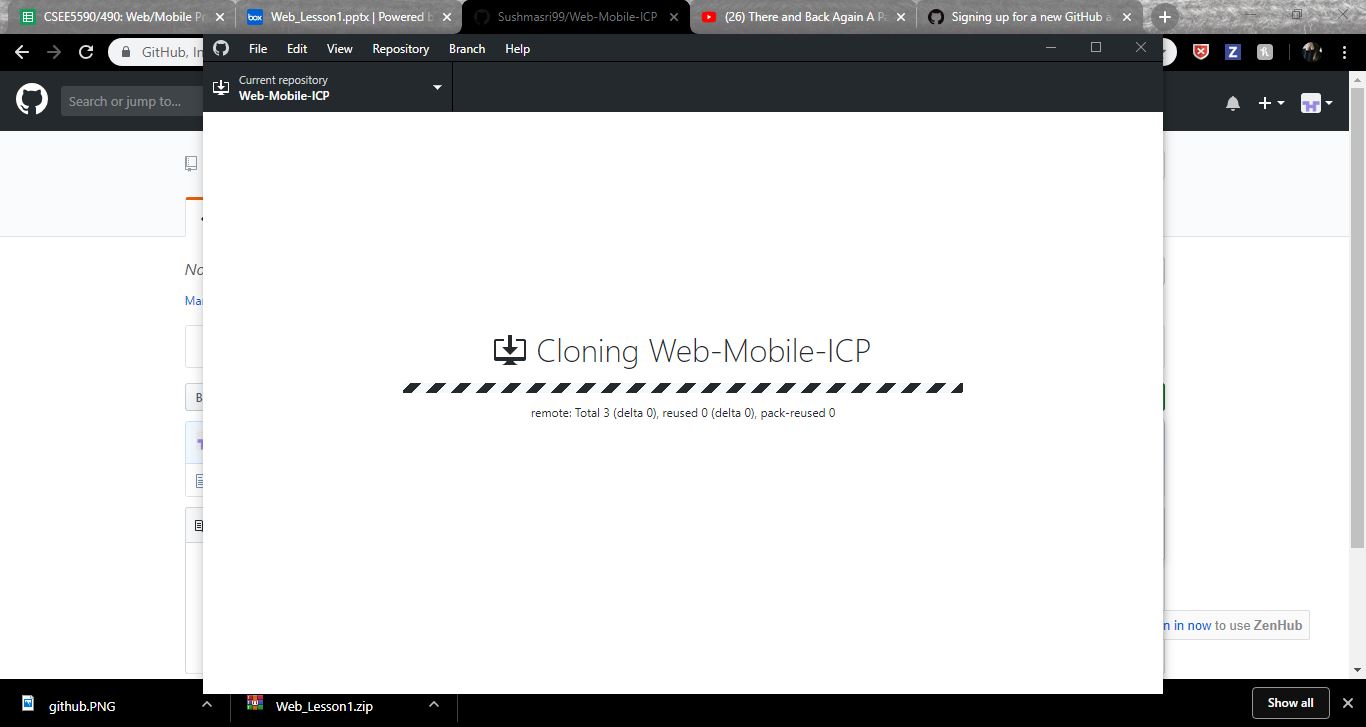 CSEE5590/490: Web/Mobile Pr
Web_Lesson1.pptx | Powered b
Sushmasri99/Web-Mobile-ICP
(26) There and Back Again A Pa
Signing up for a new GitHub a
GitHub, In
Z
File Edit View Repository Branch Help
Current repository
Web-Mobile-ICP
Search or jump to...
No
Ma
Cloning Web-Mobile-ICP
remote: Total 3 (delta 0), reused 0 (delta 0), pack-reused 0
B
n in now to use ZenHub
github.PNG
Web_Lesson1.zip
Show all